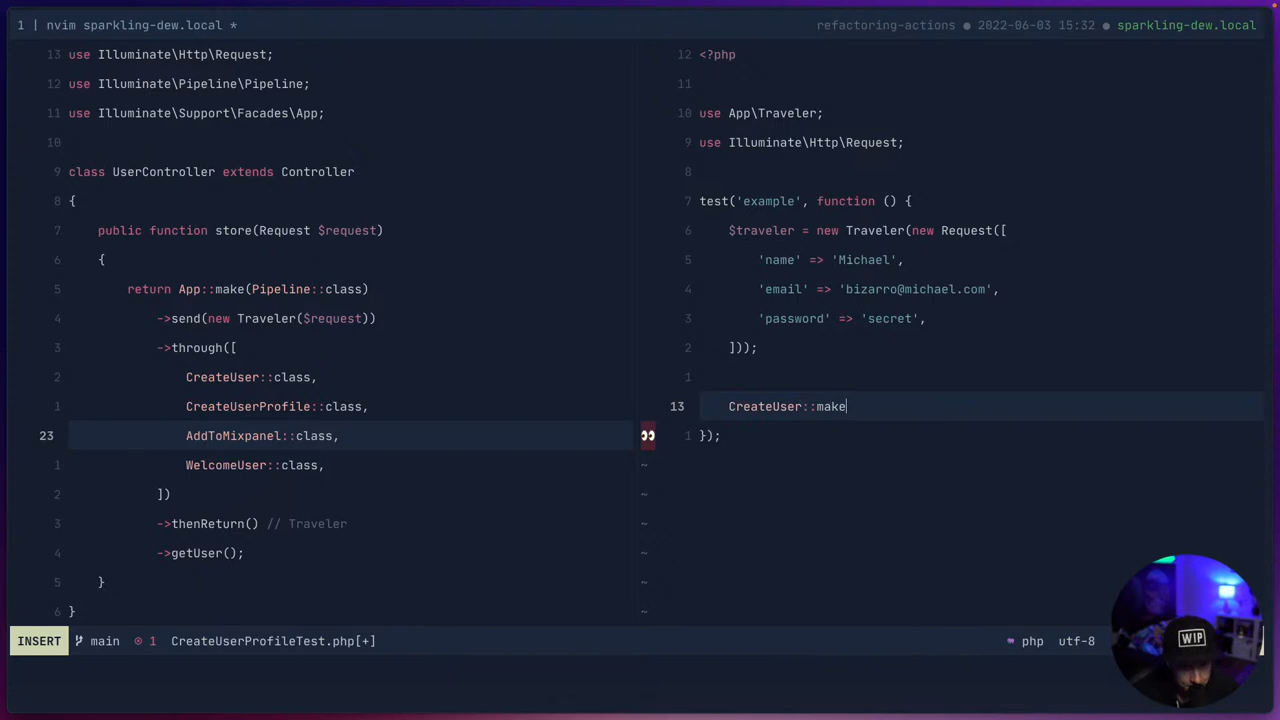 1 | nvim sparkling-dew.local *
refactoring-actions ● 2022-06-03 15:32 ● sparkling-dew.local
13 use Illuminate\Http\Request;
12 use Illuminate\Pipeline\Pipeline;
11 use Illuminate\Support\Facades\App;
10
9 class UserController extends Controller
8 {
7 public function store(Request $request)
6 {
5 return App::make(Pipeline::class)
4 ->send(new Traveler($request))
3 ->through([
2 CreateUser::class,
1 CreateUserProfile::class,
23 AddToMixpanel::class,
1 WelcomeUser::class,
2 ])
3 ->thenReturn() // Traveler
4 ->getUser();
5 }
6 }
12 <?php
11
10 use App\Traveler;
9 use Illuminate\Http\Request;
8
7 test('example', function () {
6 $traveler = new Traveler(new Request([
5 'name' => 'Michael',
4 'email' => 'bizarro@michael.com',
3 'password' => 'secret',
2 ]));
1
13 CreateUser::make
1 });
~
~
~
~
~
~
INSERT main 1 CreateUserProfileTest.php[+]
php utf-8
WIP